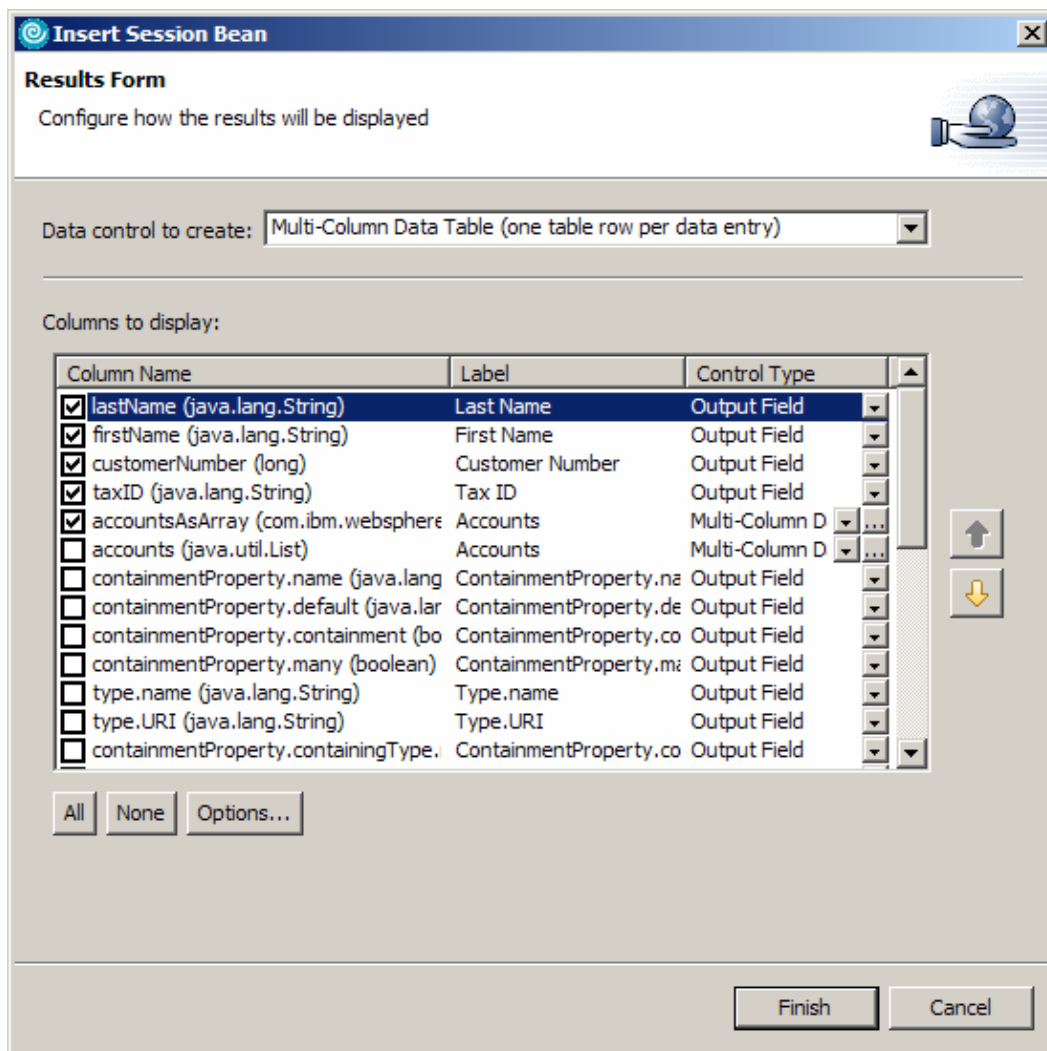 Insert Session Bean
Results Form
Configure how the results will be displayed
Data control to create: Multi-Column Data Table (one table row per data entry)
Columns to display:
Column Name Label Control Type
lastName (java.lang.String) Last Name Output Field
firstName (java.lang.String) First Name Output Field
customerNumber (long) Customer Number Output Field
taxID (java.lang.String) Tax ID Output Field
accountsAsArray (com.ibm.websphere Accounts Multi-Column D ...
accounts (java.util.List) Accounts Multi-Column D ...
containmentProperty.name (java.lang ContainmentProperty.na Output Field
containmentProperty.default (java.lar ContainmentProperty.de Output Field
containmentProperty.containment (bo ContainmentProperty.co Output Field
containmentProperty.many (boolean) ContainmentProperty.ma Output Field
type.name (java.lang.String) Type.name Output Field
type.URI (java.lang.String) Type.URI Output Field
containmentProperty.containingType. ContainmentProperty.co Output Field
All None Options...
Finish Cancel